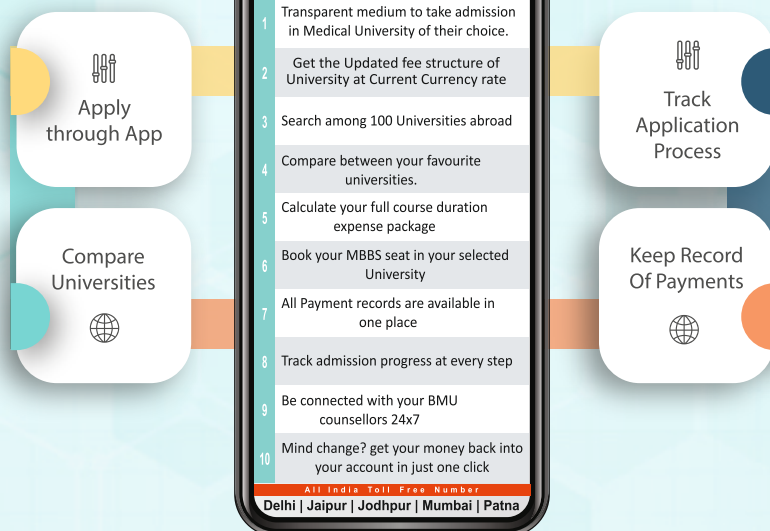 Apply
through App
Compare
Universities
1
Transparent medium to take admission
in Medical University of their choice.
2
Get the Updated fee structure of
University at Current Currency rate
3
Search among 100 Universities abroad
4
Compare between your favourite
universities.
5
Calculate your full course duration
expense package
6
Book your MBBS seat in your selected
University
7
All Payment records are available in
one place
8
Track admission progress at every step
9
Be connected with your BMU
counsellors 24x7
10
Mind change? get your money back into
your account in just one click
All India Toll Free Number
Delhi | Jaipur | Jodhpur | Mumbai | Patna
Track
Application
Process
Keep Record
Of Payments